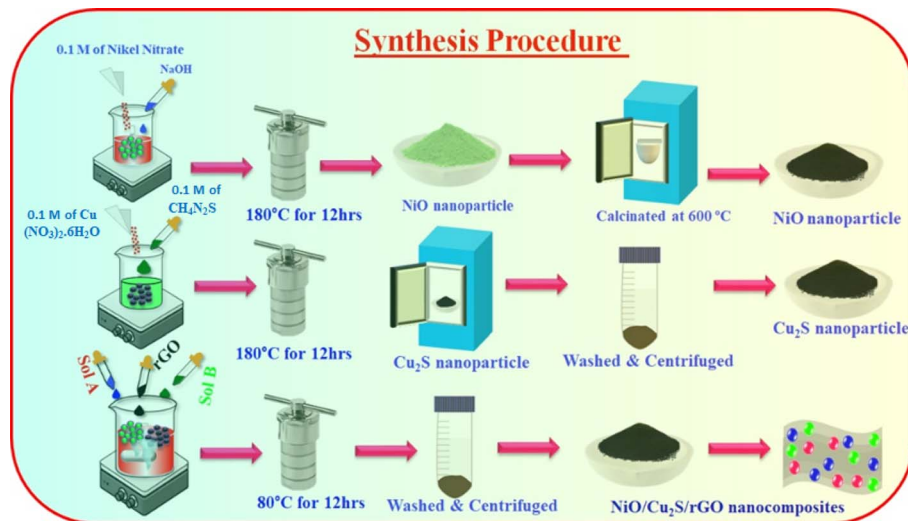 Synthesis Procedure
0.1 M of Nikel Nitrate
NaOH
180°C for 12hrs
NiO nanoparticle
Calcinated at 600 °C
NiO nanoparticle
0.1 M of Cu
(NO3)2.6H2O
0.1 M of
CH4N2S
180°C for 12hrs
Cu₂S nanoparticle
Washed & Centrifuged
Cu₂S nanoparticle
Sol A
rGO
Sol B
80°C for 12hrs
Washed & Centrifuged
NiO/Cu₂S/rGO nanocomposites